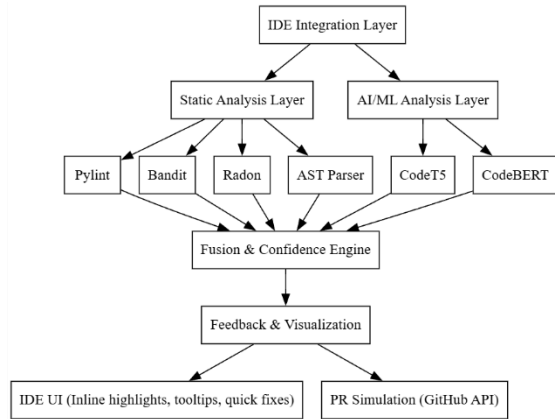 IDE Integration Layer
Static Analysis Layer
AI/ML Analysis Layer
Pylint
Bandit
Radon
AST Parser
CodeT5
CodeBERT
Fusion & Confidence Engine
Feedback & Visualization
IDE UI (Inline highlights, tooltips, quick fixes)
PR Simulation (GitHub API)